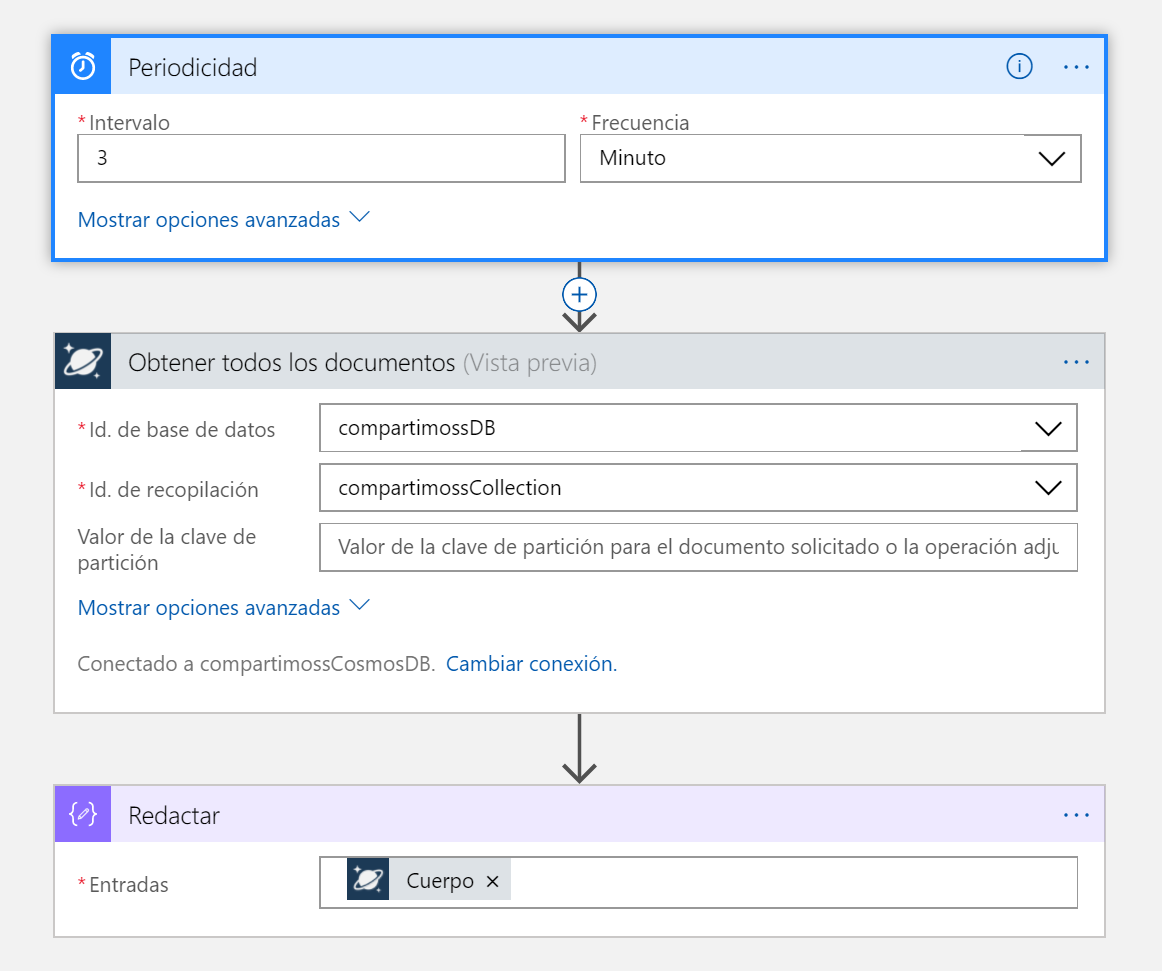 Periodicidad
* Intervalo
* Frecuencia
3
Minuto
Mostrar opciones avanzadas
Obtener todos los documentos (Vista previa)
* Id. de base de datos
compartimossDB
* Id. de recopilación
compartimossCollection
Valor de la clave de
partición
Valor de la clave de partición para el documento solicitado o la operación adju
Mostrar opciones avanzadas
Conectado a compartimossCosmosDB. Cambiar conexión.
Redactar
* Entradas
Cuerpo